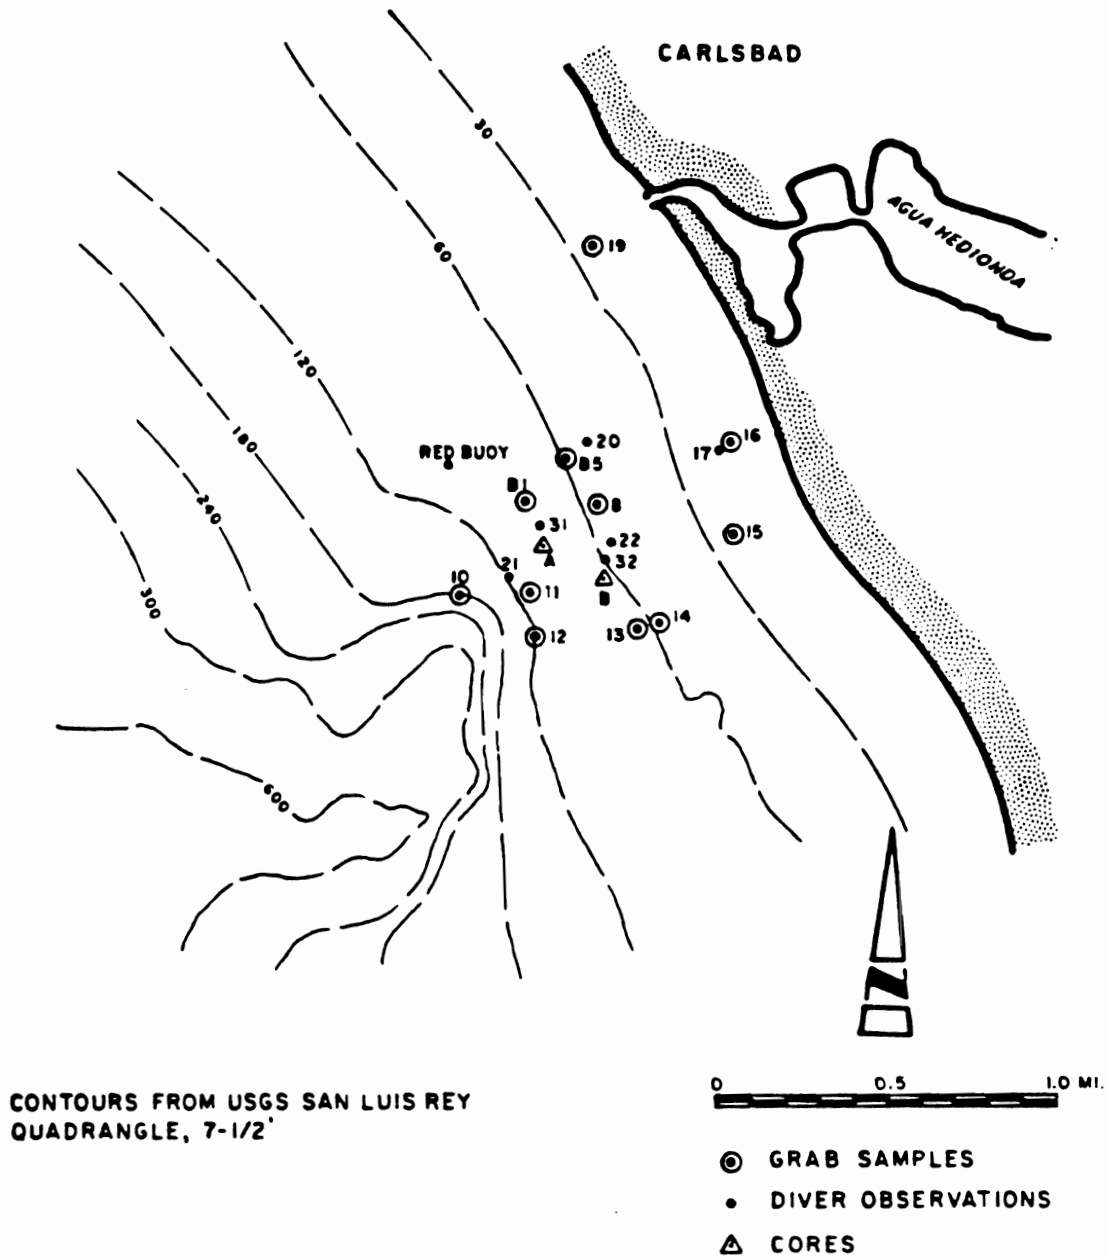 CARLSBAD
30
AGUA HEDIONDA
60
19
120
180
RED BUOY
20
B5
16
17
B1
8
240
31
A
22
32
15
21
10
11
B
300
12
13
14
600
N
0 0.5 1.0 MI.
CONTOURS FROM USGS SAN LUIS REY
QUADRANGLE, 7-1/2'
GRAB SAMPLES
DIVER OBSERVATIONS
CORES